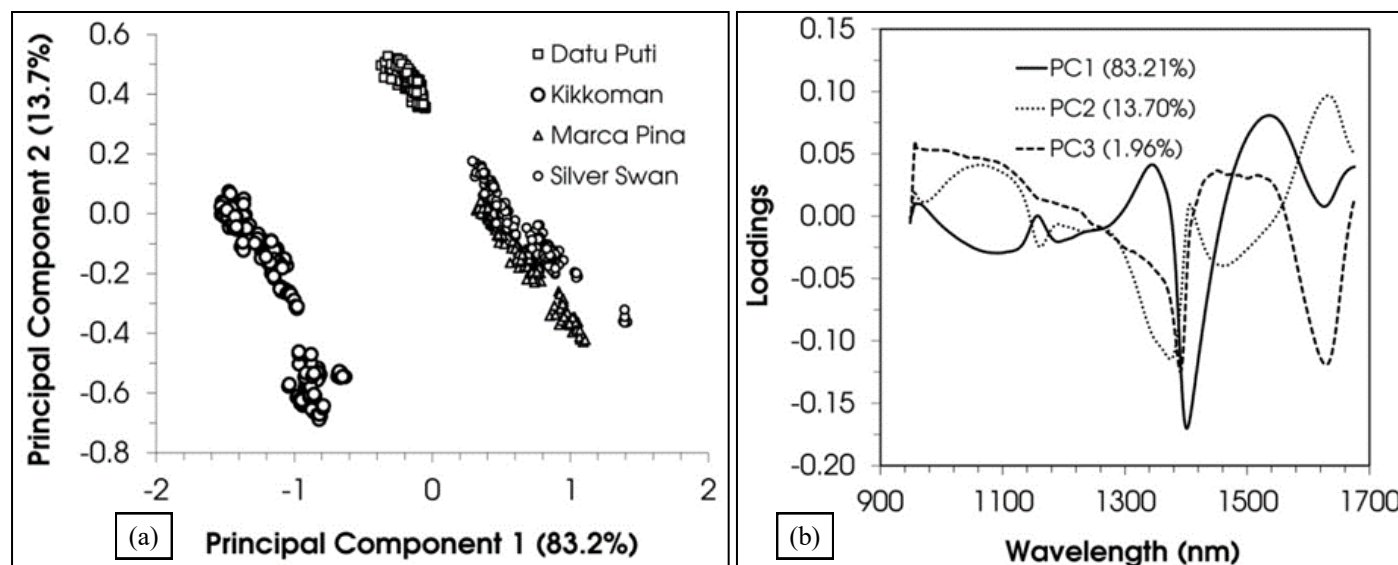 Principal Component 2 (13.7%)
0.6
0.4
0.2
0.0
-0.2
-0.4
-0.6
-0.8
-2
-1
0
1
2
Datu Puti
Kikkoman
Marca Pina
Silver Swan
(a)
Principal Component 1 (83.2%)
Loadings
0.15
0.10
0.05
0.00
-0.05
-0.10
-0.15
-0.20
900
1100
1300
1500
1700
PC1 (83.21%)
PC2 (13.70%)
PC3 (1.96%)
(b)
Wavelength (nm)